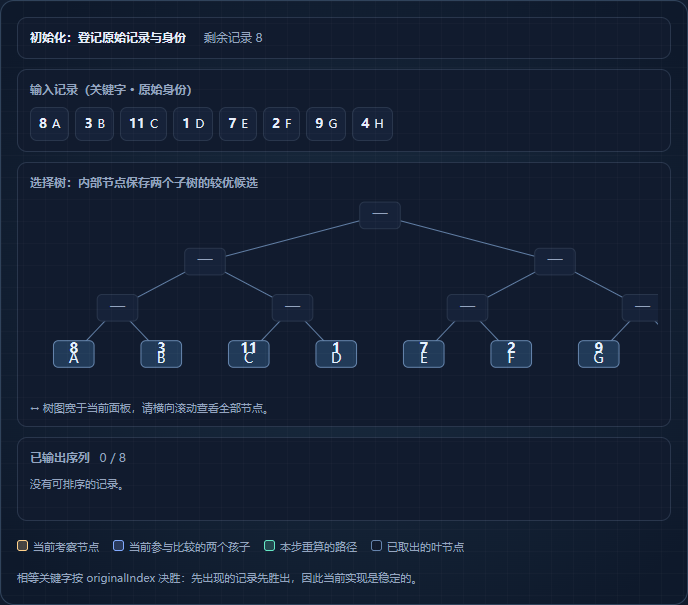 初始化：登记原始记录与身份 剩余记录 8
输入记录（关键字・原始身份）
8 A 3 B 11 C 1 D 7 E 2 F 9 G 4 H
选择树：内部节点保存两个子树的较优候选
—
— —
— — — —
8 3 11 1 7 2 9
A B C D E F G
↔ 树图宽于当前面板，请横向滚动查看全部节点。
已输出序列 0 / 8
没有可排序的记录。
当前考察节点 当前参与比较的两个孩子 本步重算的路径 已取出的叶节点
相等关键字按 originalIndex 决胜：先出现的记录先胜出，因此当前实现是稳定的。